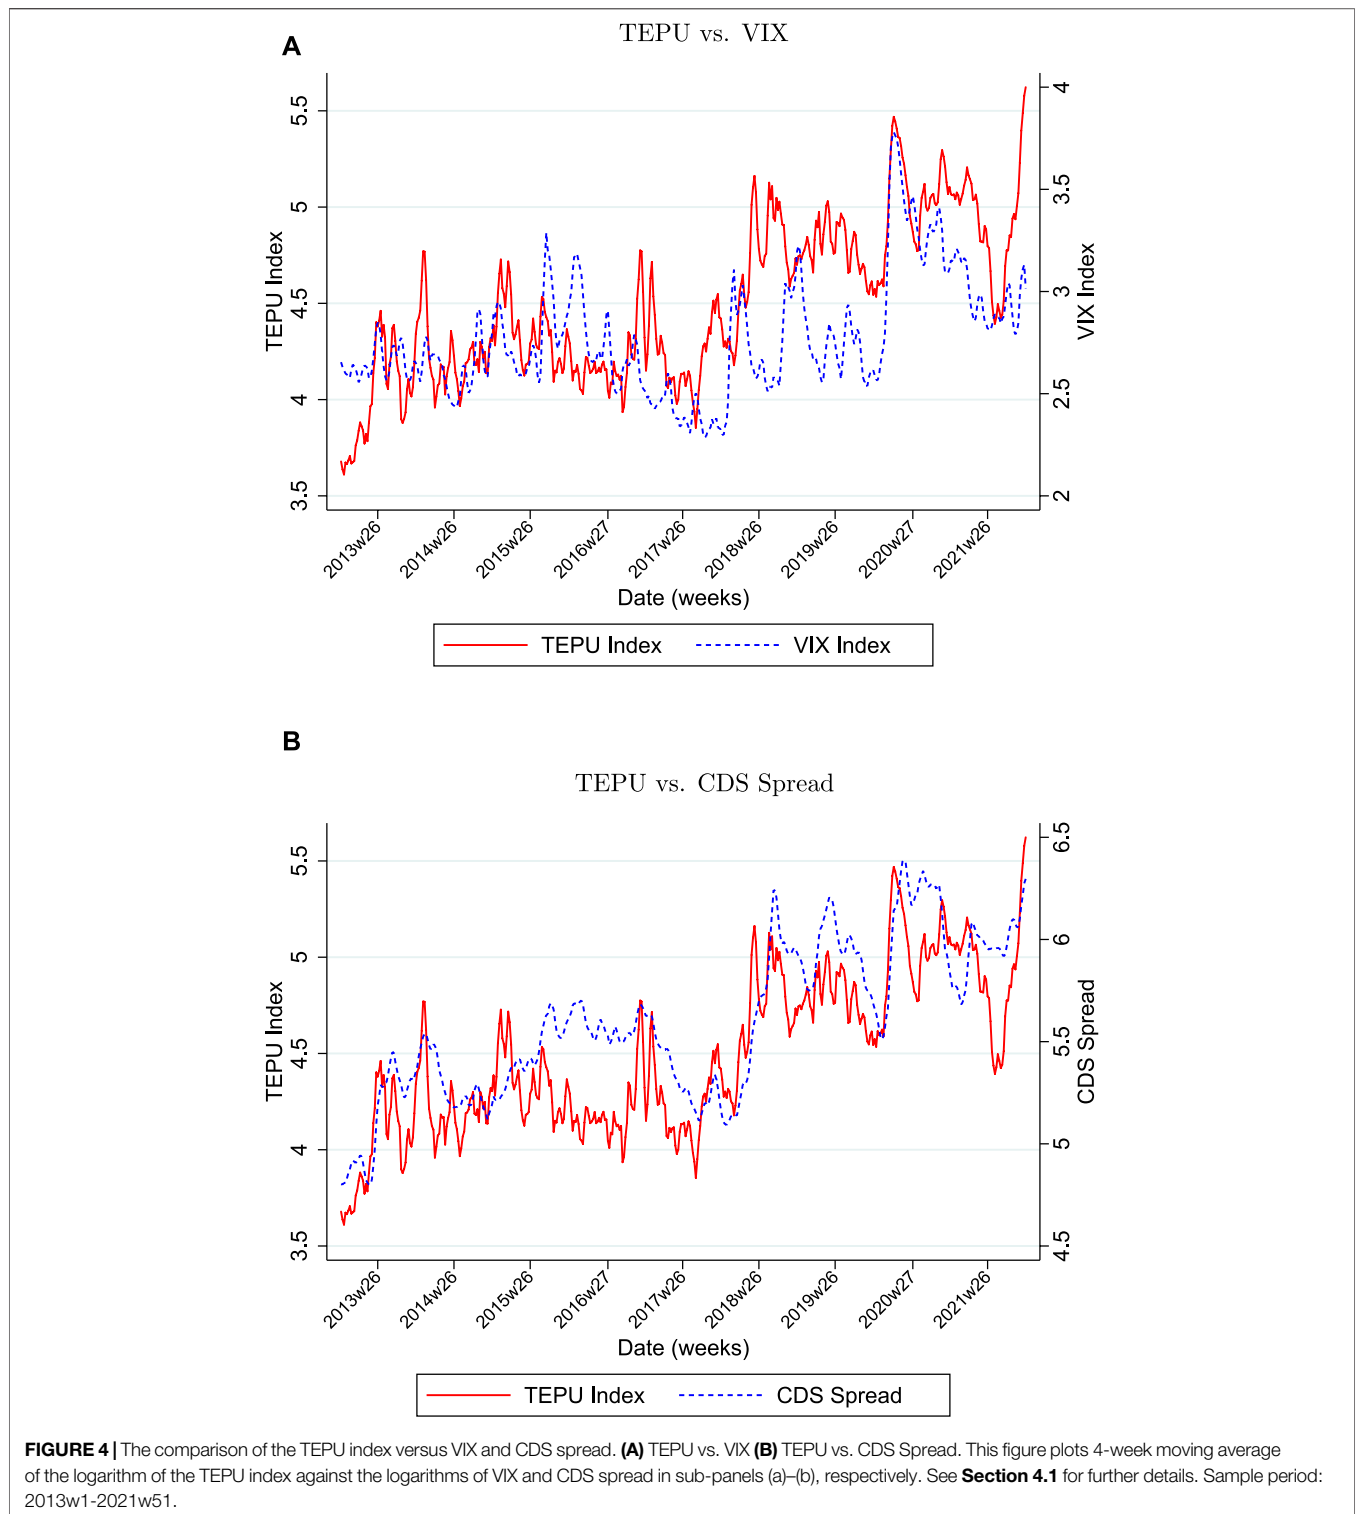 A
TEPU vs. VIX
TEPU Index
3.5 4 4.5 5 5.5
VIX Index
2 2.5 3 3.5 4
2013w26 2014w26 2015w26 2016w27 2017w26 2018w26 2019w26 2020w27 2021w26
Date (weeks)
TEPU Index VIX Index
B
TEPU vs. CDS Spread
TEPU Index
3.5 4 4.5 5 5.5
CDS Spread
4.5 5 5.5 6 6.5
2013w26 2014w26 2015w26 2016w27 2017w26 2018w26 2019w26 2020w27 2021w26
Date (weeks)
TEPU Index CDS Spread
FIGURE 4 | The comparison of the TEPU index versus VIX and CDS spread. (A) TEPU vs. VIX (B) TEPU vs. CDS Spread. This figure plots 4-week moving average
of the logarithm of the TEPU index against the logarithms of VIX and CDS spread in sub-panels (a)–(b), respectively. See Section 4.1 for further details. Sample period:
2013w1-2021w51.